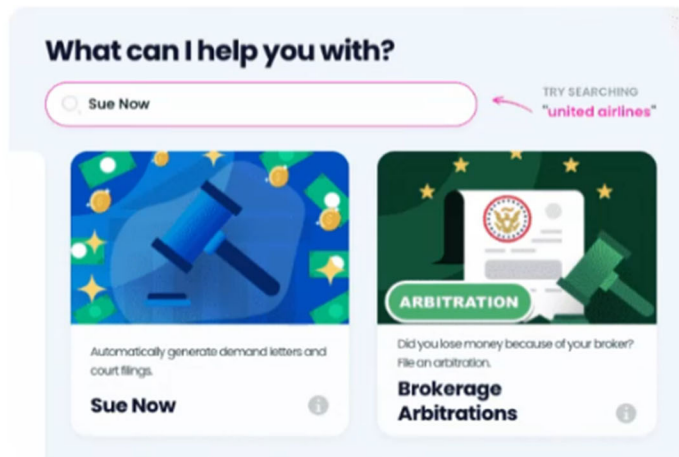 What can I help you with?
Sue Now
TRY SEARCHING
"united airlines"
ARBITRATION
Automatically generate demand letters and
court filings.
Sue Now
Did you lose money because of your broker?
File an arbitration.
Brokerage
Arbitrations